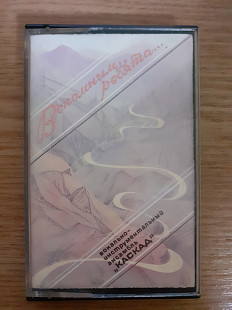 Вспомним,
ребята...
вокально-
инструментальный
ансамбль
"КАСКАД"